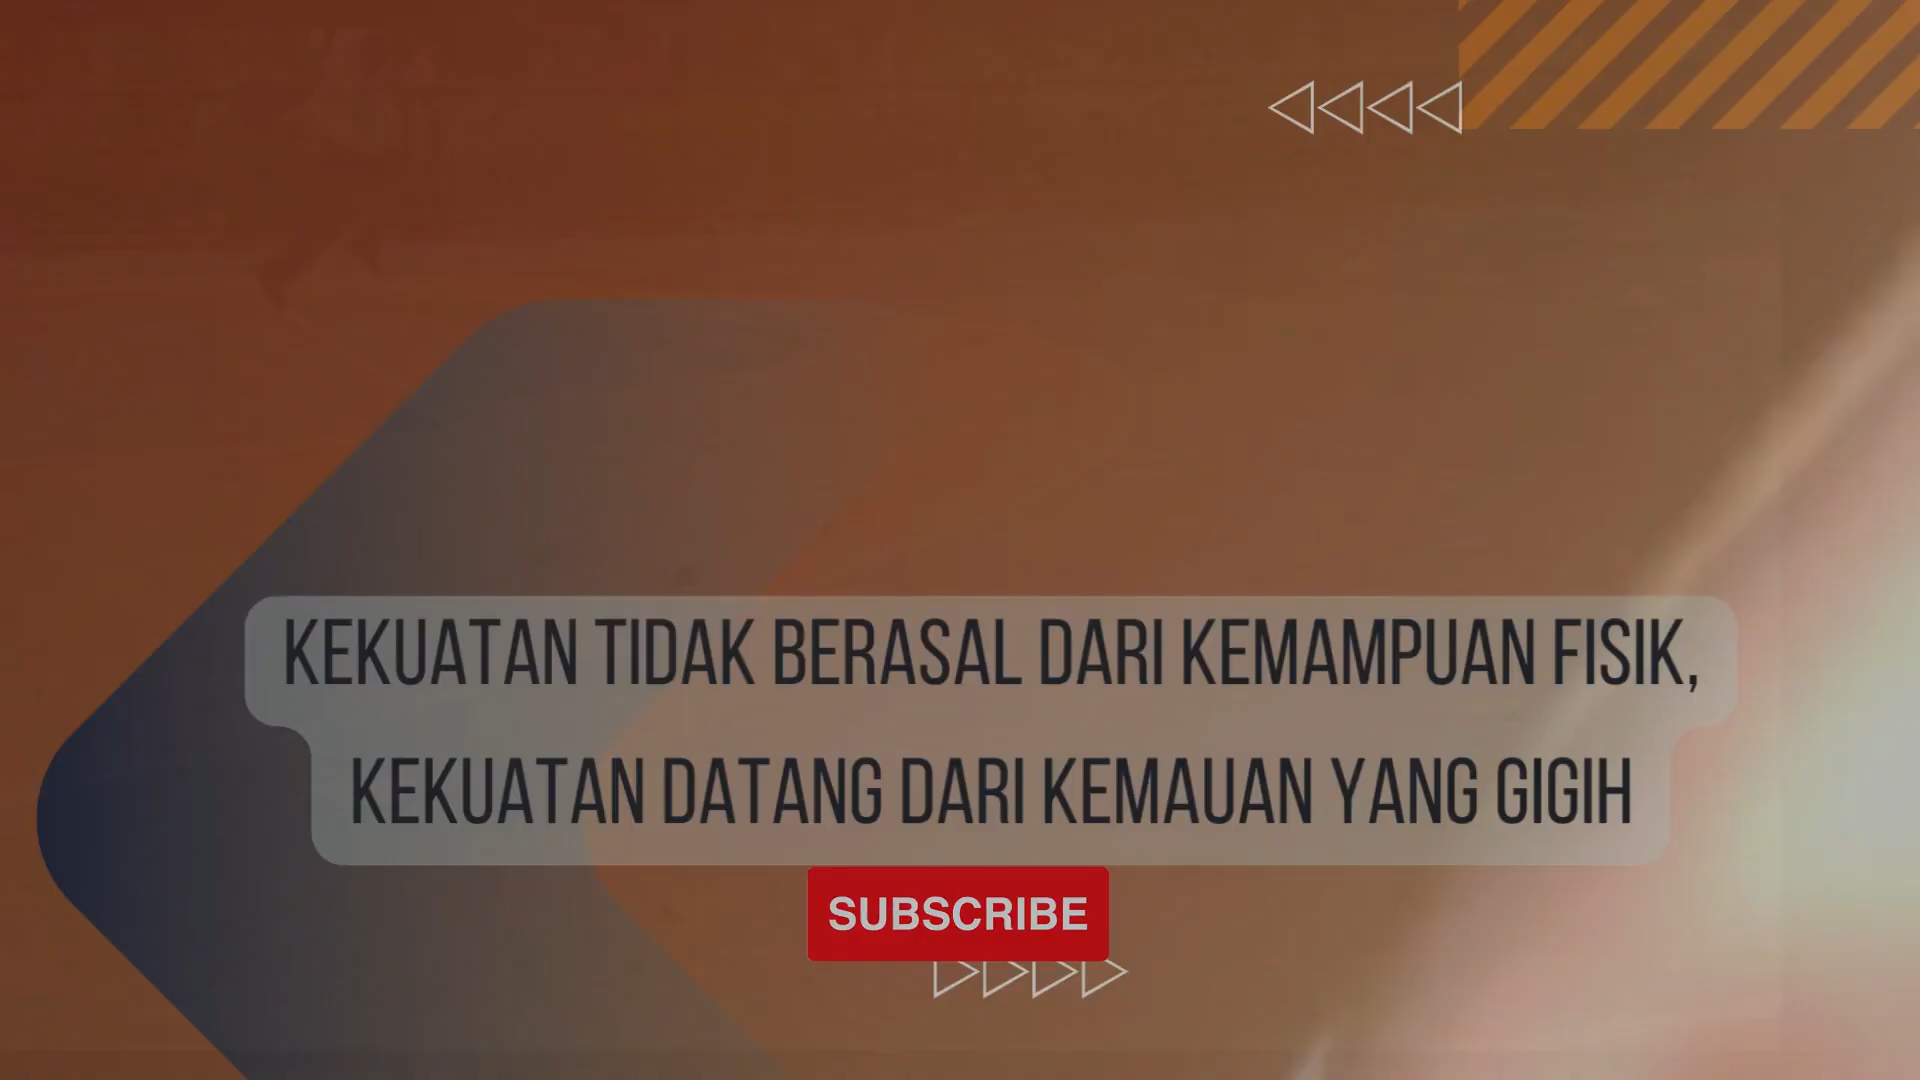 KEKUATAN TIDAK BERASAL DARI KEMAMPUAN FISIK,
KEKUATAN DATANG DARI KEMAUAN YANG GIGIH
SUBSCRIBE